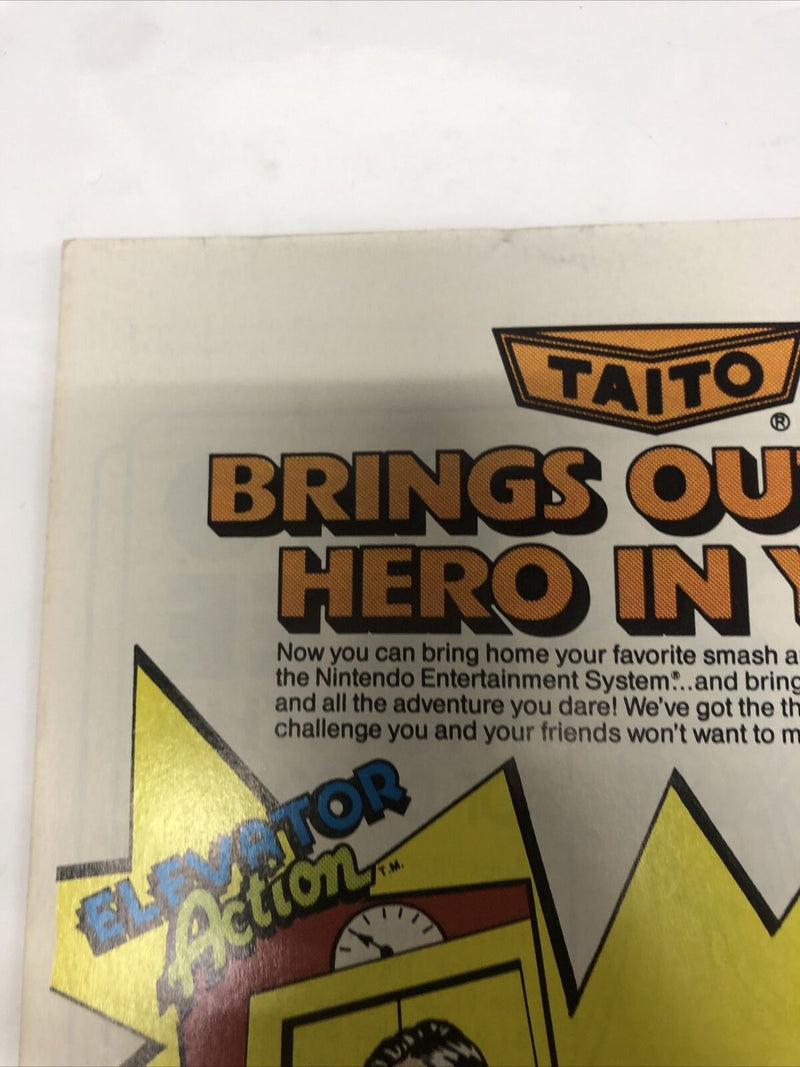 TAITO
®
BRINGS OU
HERO IN
Now you can bring home your favorite smash a
the Nintendo Entertainment System®...and bring
and all the adventure you dare! We've got the th
challenge you and your friends won't want to m
ELEVATOR
Action T.M.